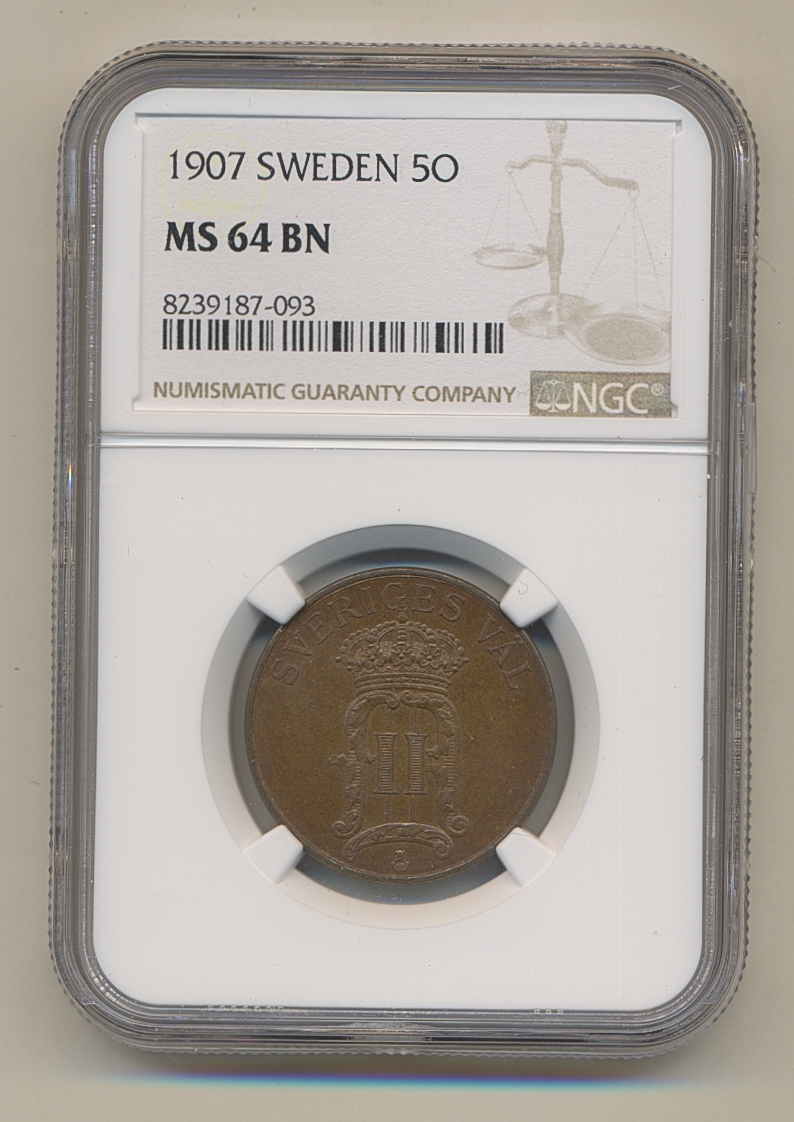 1907 SWEDEN 5O
MS 64 BN
8239187-093
NUMISMATIC GUARANTY COMPANY
NGC®
SVERIGES VÄL
II